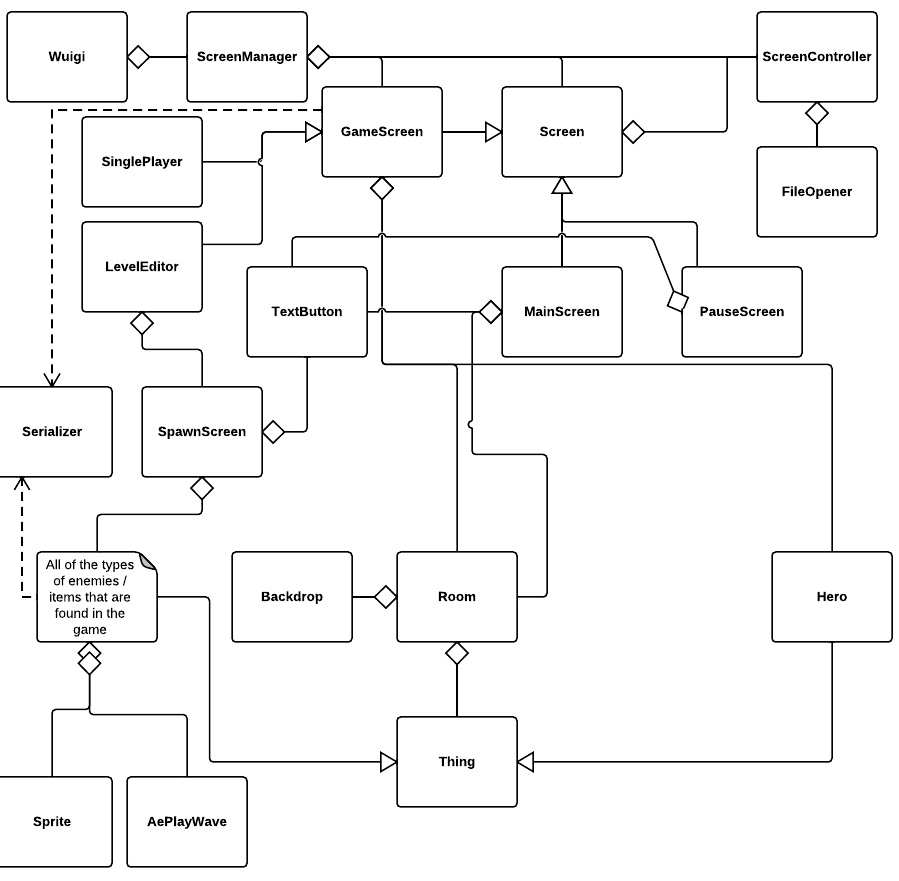 Wuigi
ScreenManager
ScreenController
GameScreen
Screen
SinglePlayer
FileOpener
LevelEditor
TextButton
MainScreen
PauseScreen
Serializer
SpawnScreen
All of the types
of enemies /
items that are
found in the
game
Backdrop
Room
Hero
Thing
Sprite
AePlayWave